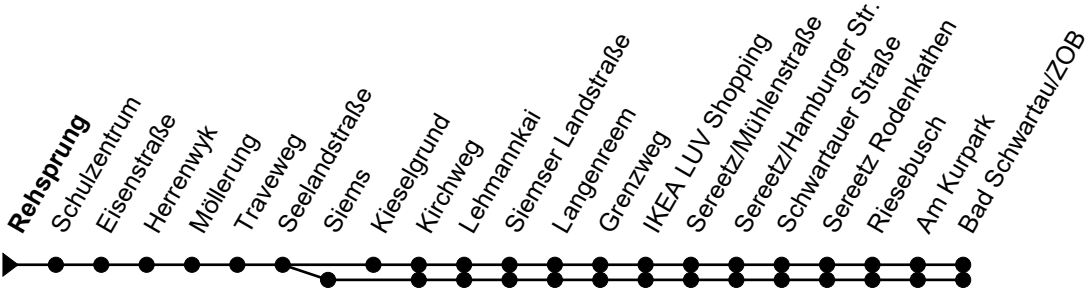 Rehsprung
Schulzentrum
Eisenstraße
Herrenwyk
Möllerung
Traveweg
Seelandstraße
Siems
Kieselgrund
Kirchweg
Lehmannkai
Siemser Landstraße
Langenreem
Grenzweg
IKEA LUV Shopping
Sereetz/Mühlenstraße
Sereetz/Hamburger Str.
Schwartauer Straße
Sereetz Rodenkathen
Riesebusch
Am Kurpark
Bad Schwartau/ZOB